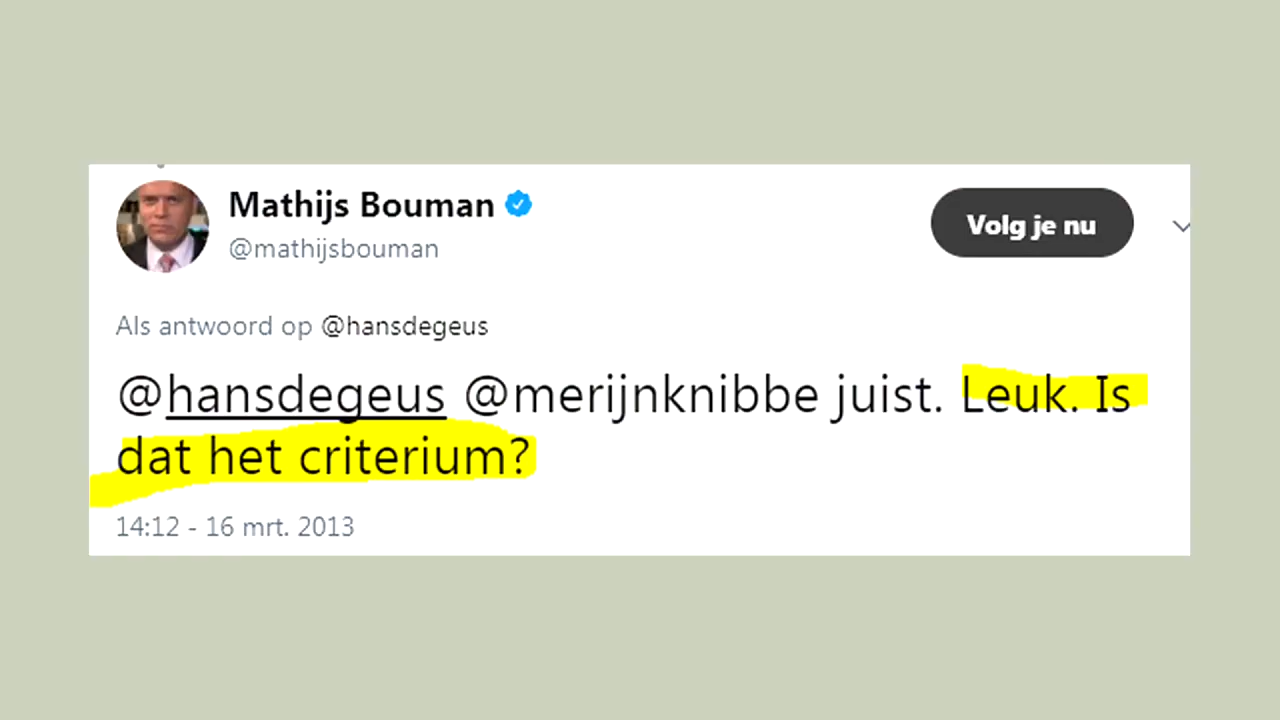 Mathijs Bouman
@mathijsbouman
Volg je nu
Als antwoord op @hansdegeus
@hansdegeus @merijnknibbe juist. Leuk. Is
dat het criterium?
14:12 - 16 mrt. 2013